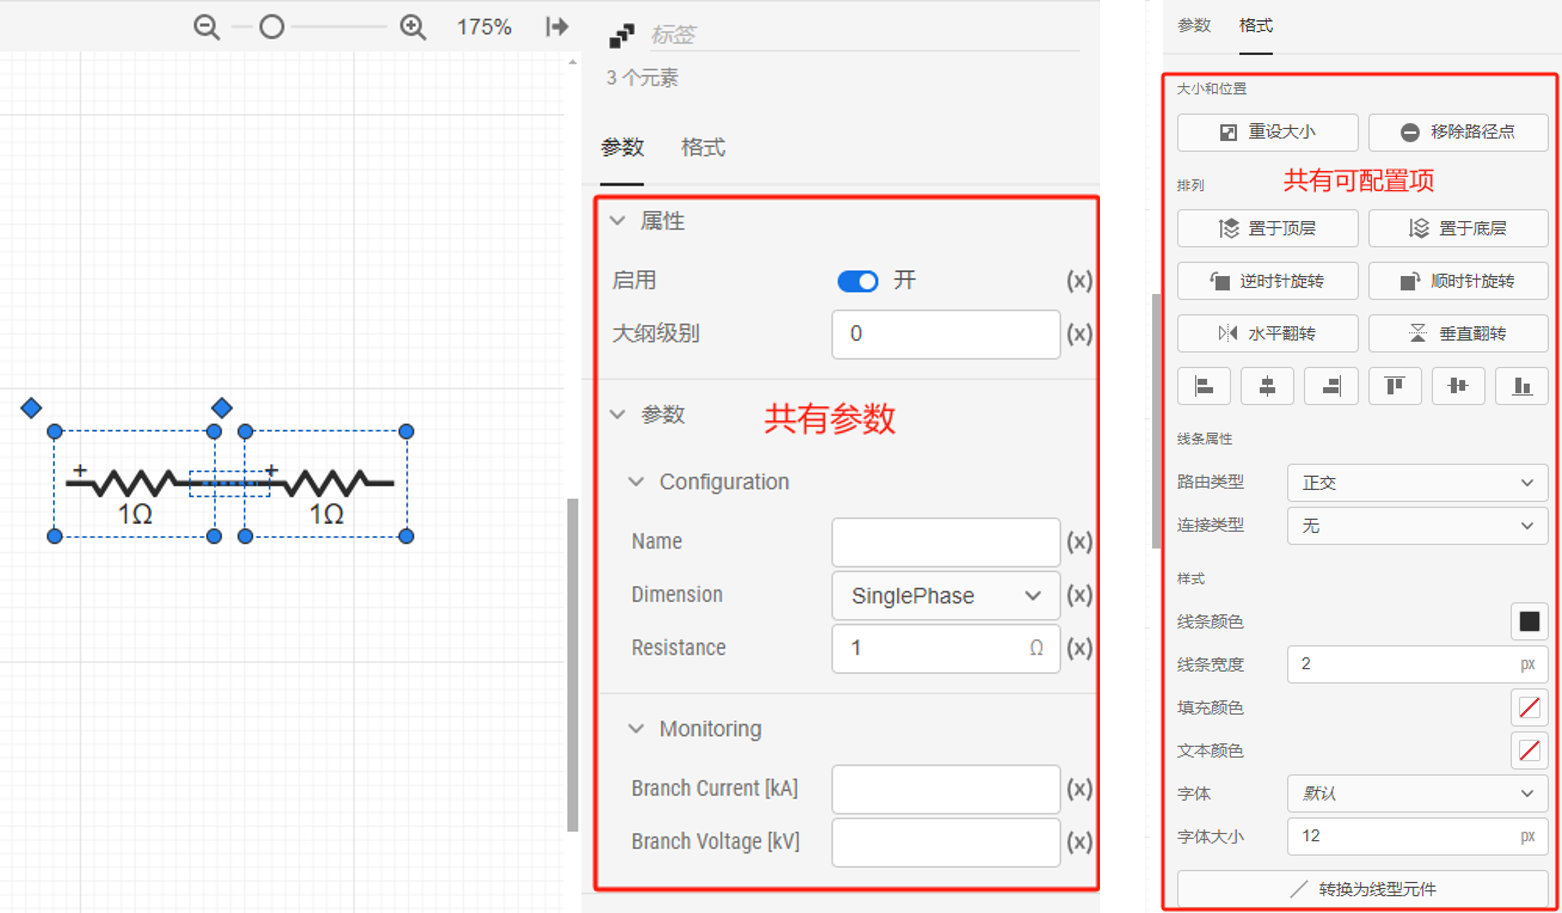 175%
标签
3 个元素
参数 格式
属性
启用 开 (x)
大纲级别 0 (x)
参数
共有参数
Configuration
Name (x)
Dimension SinglePhase (x)
Resistance 1 Ω (x)
Monitoring
Branch Current [kA] (x)
Branch Voltage [kV] (x)
+ +
1Ω 1Ω
参数 格式
大小和位置
重设大小 移除路径点
共有可配置项
排列
置于顶层 置于底层
逆时针旋转 顺时针旋转
水平翻转 垂直翻转
线条属性
路由类型 正交
连接类型 无
样式
线条颜色
线条宽度 2 px
填充颜色
文本颜色
字体 默认
字体大小 12 px
转换为线型元件